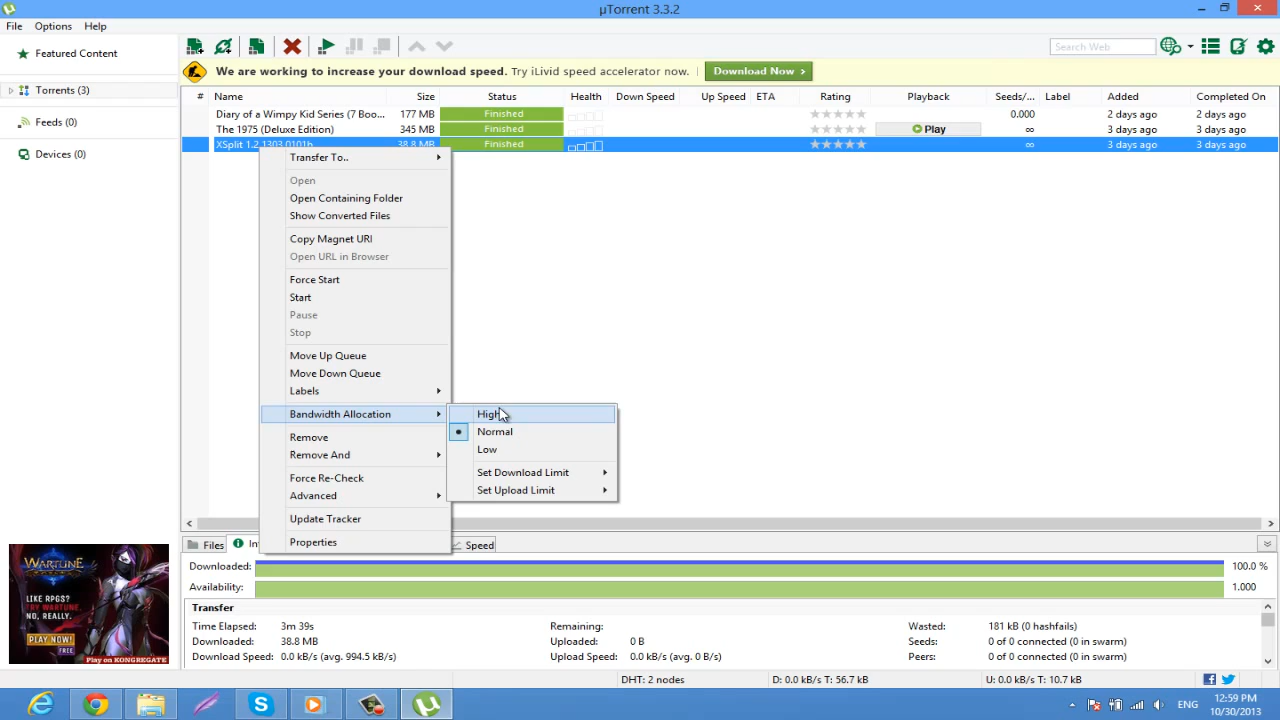 µTorrent 3.3.2
File Options Help
Featured Content
Search Web
We are working to increase your download speed. Try iLivid speed accelerator now. Download Now >
Torrents (3)
Feeds (0)
Devices (0)
# Name Size Status Health Down Speed Up Speed ETA Rating Playback Seeds/... Label Added Completed On
Diary of a Wimpy Kid Series (7 Boo... 177 MB Finished 0.000 2 days ago 2 days ago
The 1975 (Deluxe Edition) 345 MB Finished Play ∞ 3 days ago 3 days ago
XSplit 1.2.1303.0101b 38.8 MB Finished ∞ 3 days ago 3 days ago
Transfer To..
Open
Open Containing Folder
Show Converted Files
Copy Magnet URI
Open URL in Browser
Force Start
Start
Pause
Stop
Move Up Queue
Move Down Queue
Labels
Bandwidth Allocation
Remove
Remove And
Force Re-Check
Advanced
Update Tracker
Properties
High
Normal
Low
Set Download Limit
Set Upload Limit
Files Speed
Downloaded: 100.0 %
Availability: 1.000
Transfer
Time Elapsed: 3m 39s Remaining: Wasted: 181 kB (0 hashfails)
Downloaded: 38.8 MB Uploaded: 0 B Seeds: 0 of 0 connected (0 in swarm)
Download Speed: 0.0 kB/s (avg. 994.5 kB/s) Upload Speed: 0.0 kB/s (avg. 0 B/s) Peers: 0 of 0 connected (0 in swarm)
WARTUNE
LIKE RPGS?
TRY WARTUNE.
NO, REALLY.
PLAY NOW!
FREE
Play on KONGREGATE
DHT: 2 nodes D: 0.0 kB/s T: 56.7 kB U: 0.0 kB/s T: 10.7 kB
ENG
12:59 PM
10/30/2013